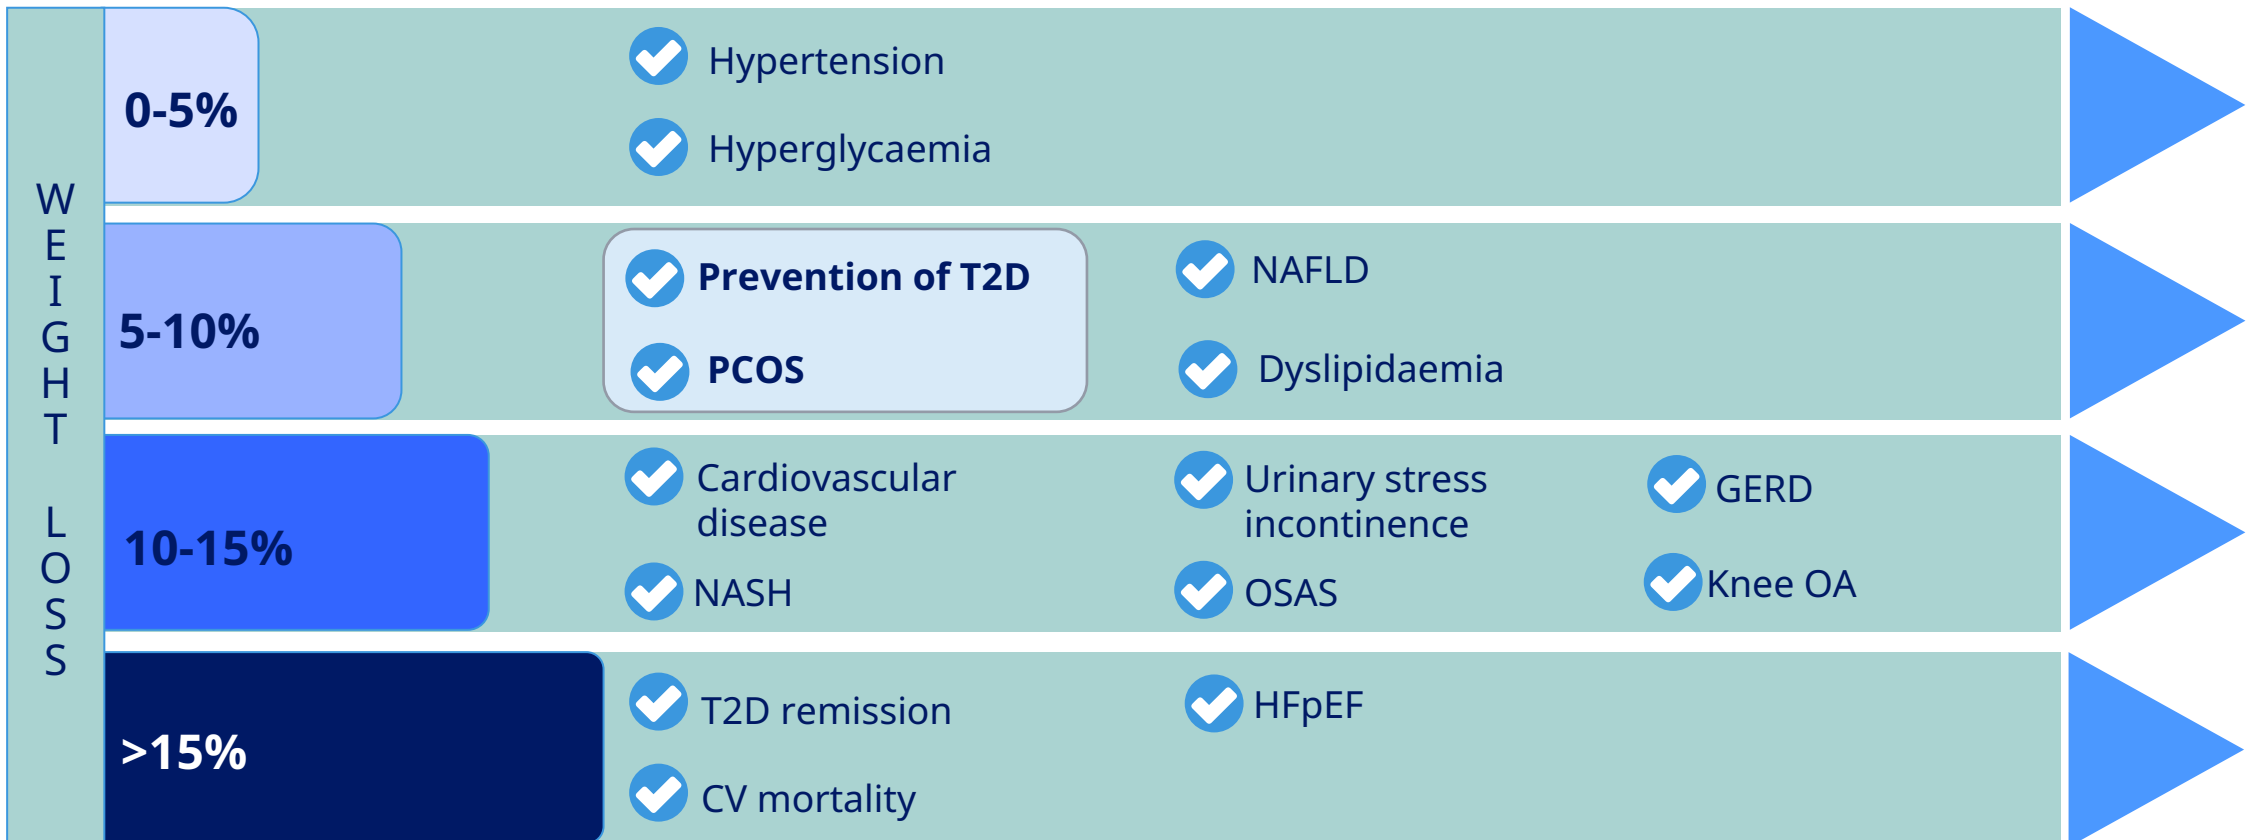 WEIGHT LOSS
0-5%
Hypertension
Hyperglycaemia
5-10%
Prevention of T2D
PCOS
NAFLD
Dyslipidaemia
10-15%
Cardiovascular
disease
NASH
Urinary stress
incontinence
OSAS
GERD
Knee OA
>15%
T2D remission
CV mortality
HFpEF